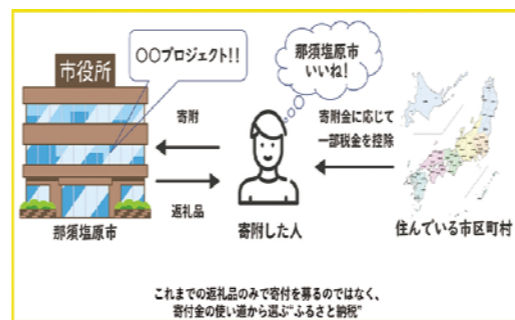 市役所
〇〇プロジェクト!!
那須塩原市
いいね!
寄附
寄附金に応じて
一部税金を控除
返礼品
那須塩原市
寄附した人
住んでいる市区町村
これまでの返礼品のみで寄付を募るのではなく、
寄付金の使い道から選ぶ“ふるさと納税”